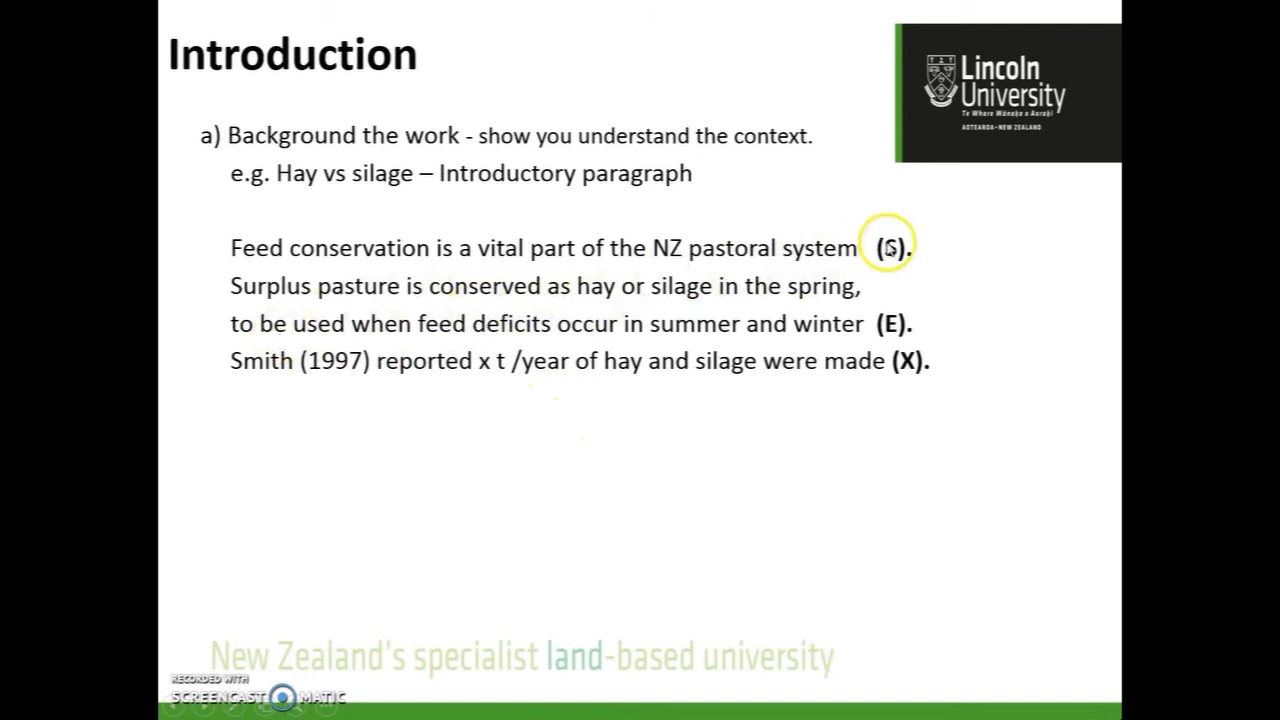 Introduction
Lincoln
University
Te Whare Wānaka o Aoraki
AOTEAROA • NEW ZEALAND
a) Background the work - show you understand the context.
e.g. Hay vs silage – Introductory paragraph
Feed conservation is a vital part of the NZ pastoral system (S).
Surplus pasture is conserved as hay or silage in the spring,
to be used when feed deficits occur in summer and winter (E).
Smith (1997) reported x t /year of hay and silage were made (X).
New Zealand's specialist land-based university
RECORDED WITH
SCREENCAST MATIC